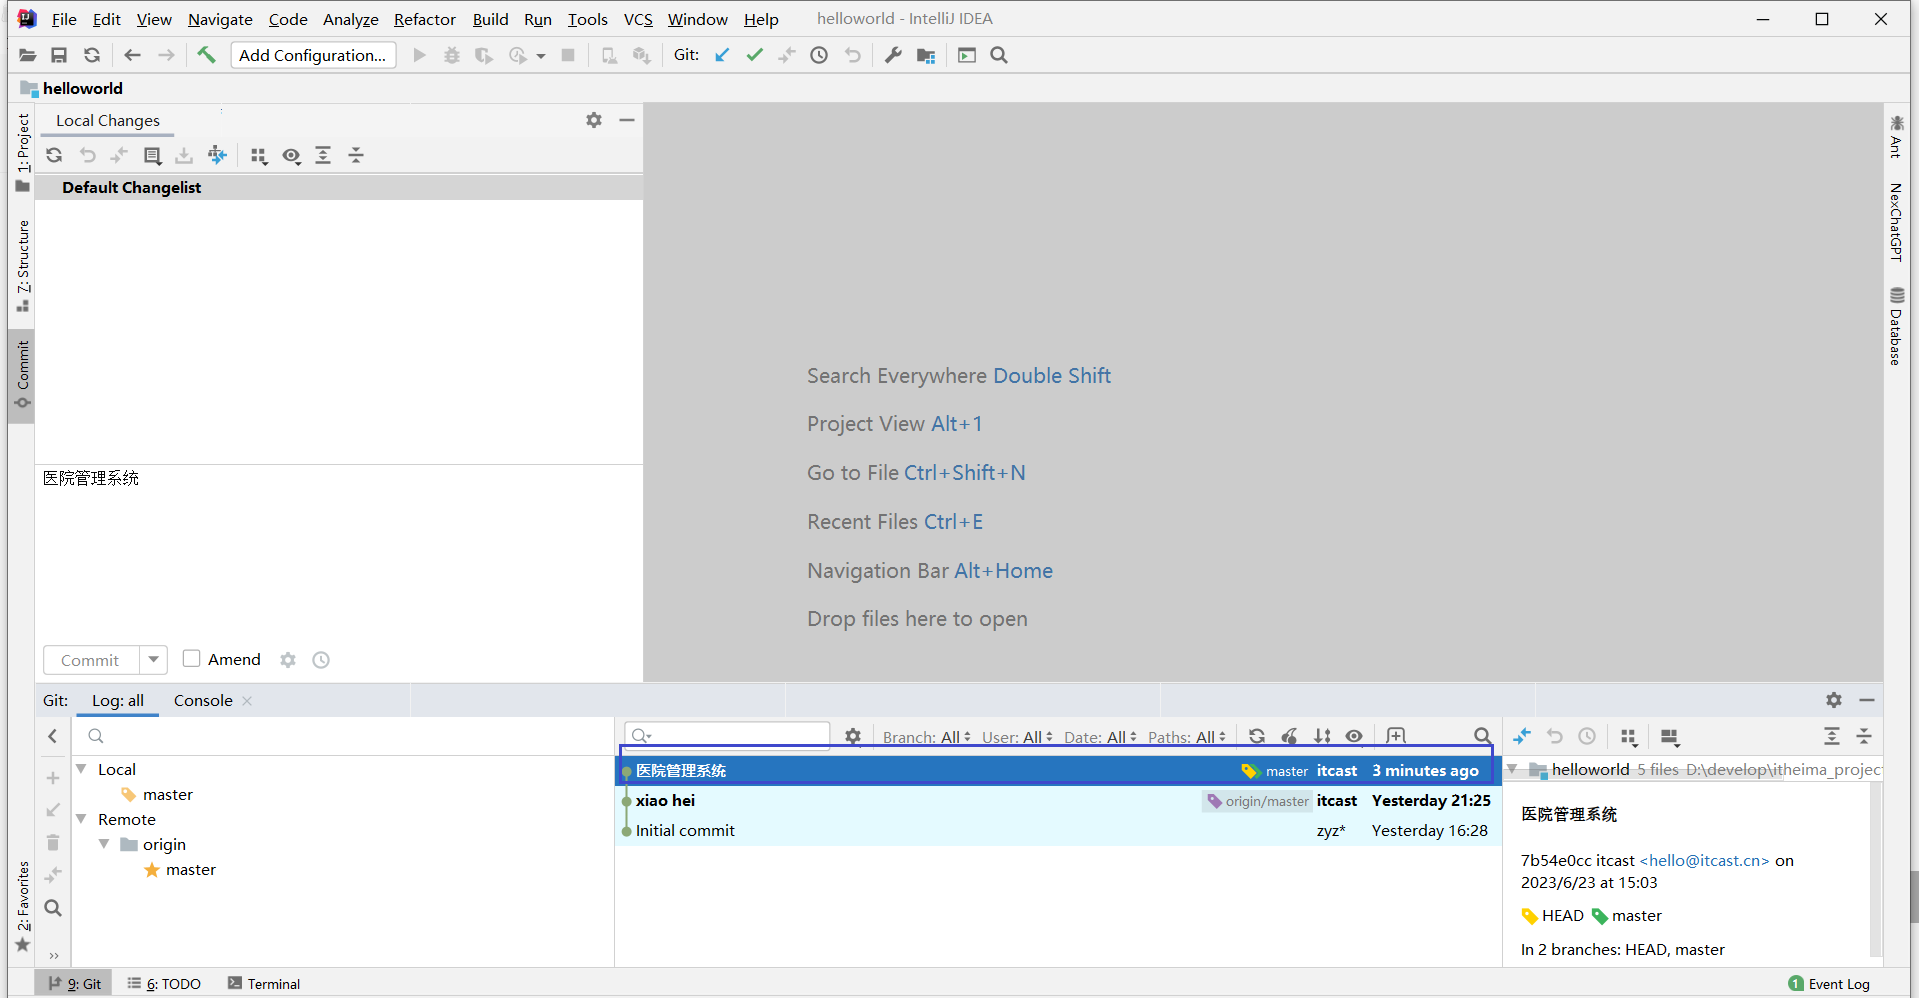 File Edit View Navigate Code Analyze Refactor Build Run Tools VCS Window Help helloworld - IntelliJ IDEA
Add Configuration... Git:
helloworld
1: Project
7: Structure
Commit
2: Favorites
Local Changes
Default Changelist
医院管理系统
Commit Amend
Search Everywhere Double Shift
Project View Alt+1
Go to File Ctrl+Shift+N
Recent Files Ctrl+E
Navigation Bar Alt+Home
Drop files here to open
Ant
NexChatGPT
Database
Git: Log: all Console
Local
master
Remote
origin
master
Branch: All User: All Date: All Paths: All
医院管理系统 master itcast 3 minutes ago
xiao hei origin/master itcast Yesterday 21:25
Initial commit zyz* Yesterday 16:28
helloworld 5 files D:\develop\itheima_projec
医院管理系统
7b54e0cc itcast <hello@itcast.cn> on
2023/6/23 at 15:03
HEAD master
In 2 branches: HEAD, master
9: Git 6: TODO Terminal 1 Event Log